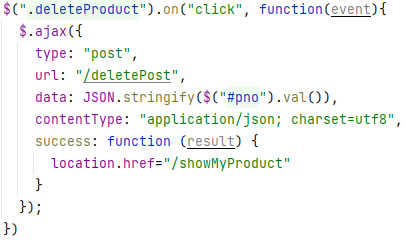 $(".deleteProduct").on("click", function(event){
  $.ajax({
    type: "post",
    url: "/deletePost",
    data: JSON.stringify($("#pno").val()),
    contentType: "application/json; charset=utf8",
    success: function (result) {
      location.href="/showMyProduct"
    }
  });
})